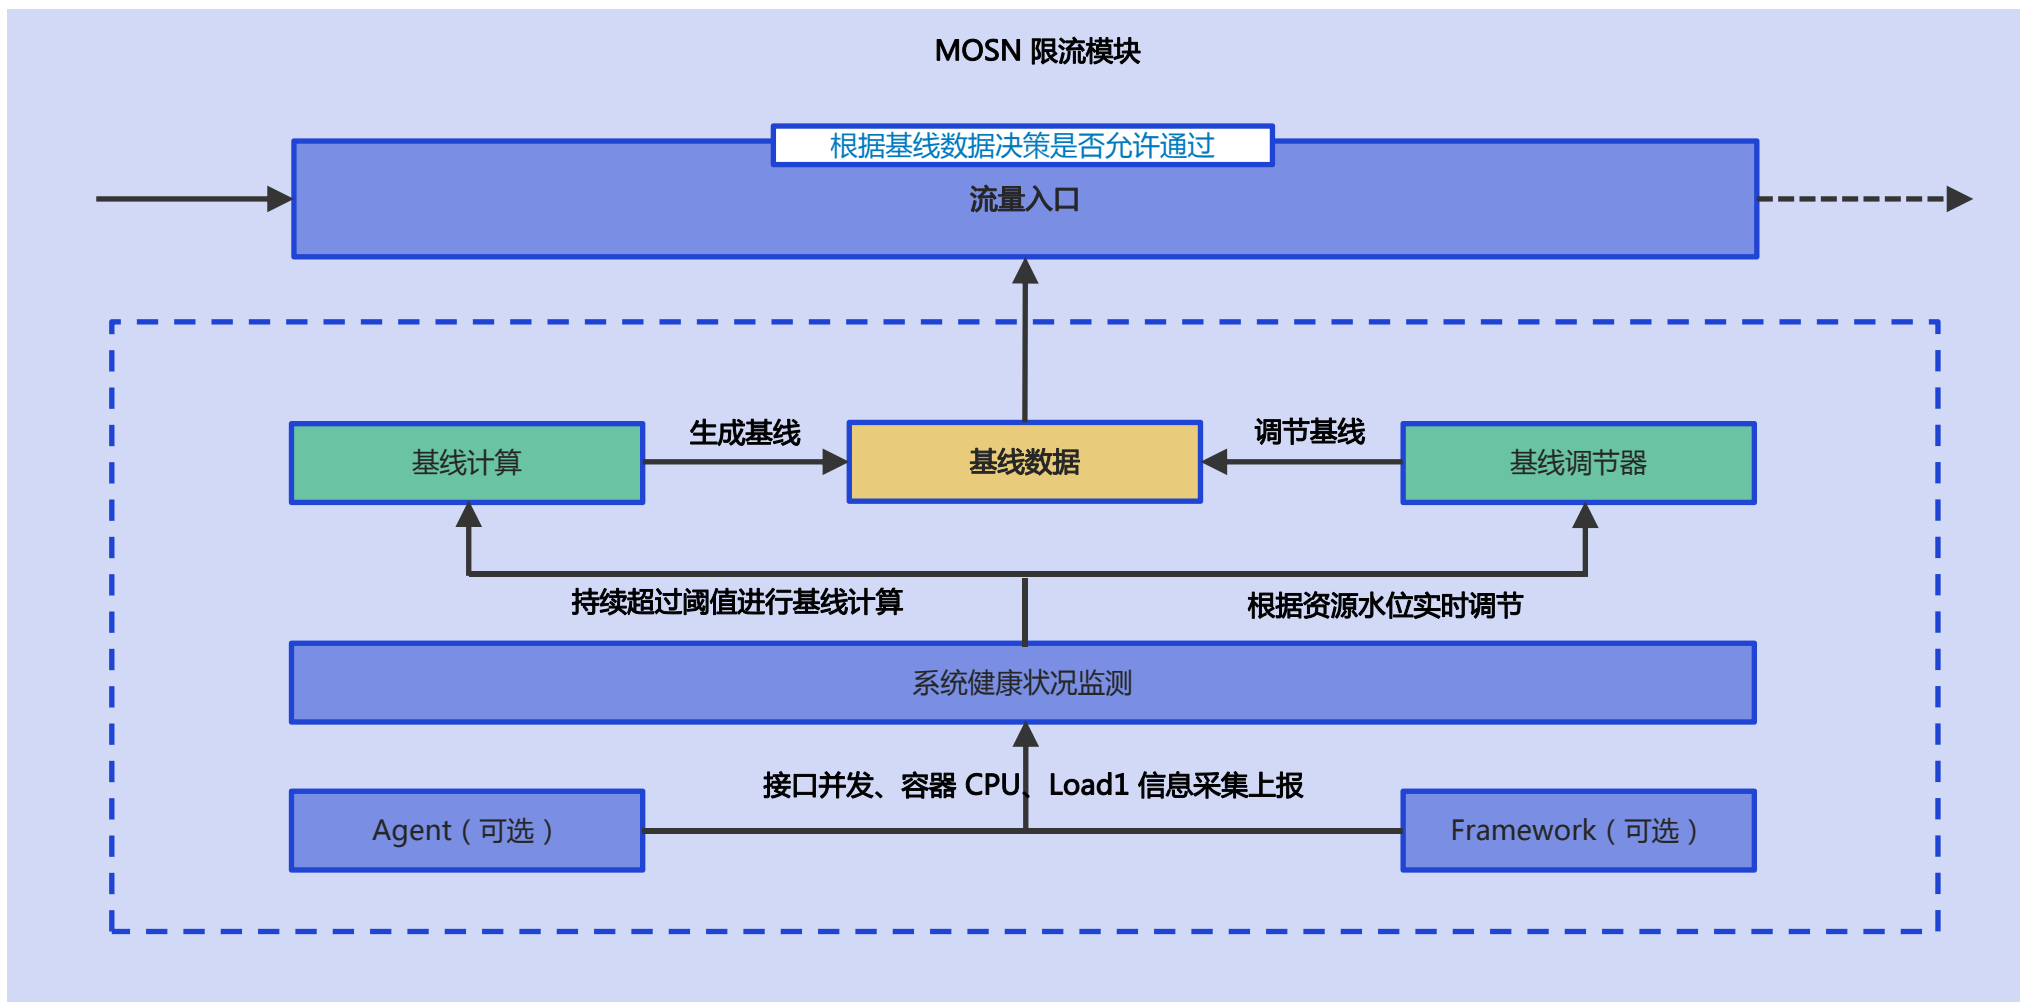 MOSN 限流模块
根据基线数据决策是否允许通过
流量入口
生成基线
调节基线
基线计算
基线数据
基线调节器
持续超过阈值进行基线计算
根据资源水位实时调节
系统健康状况监测
接口并发、容器 CPU、Load1 信息采集上报
Agent（可选）
Framework（可选）